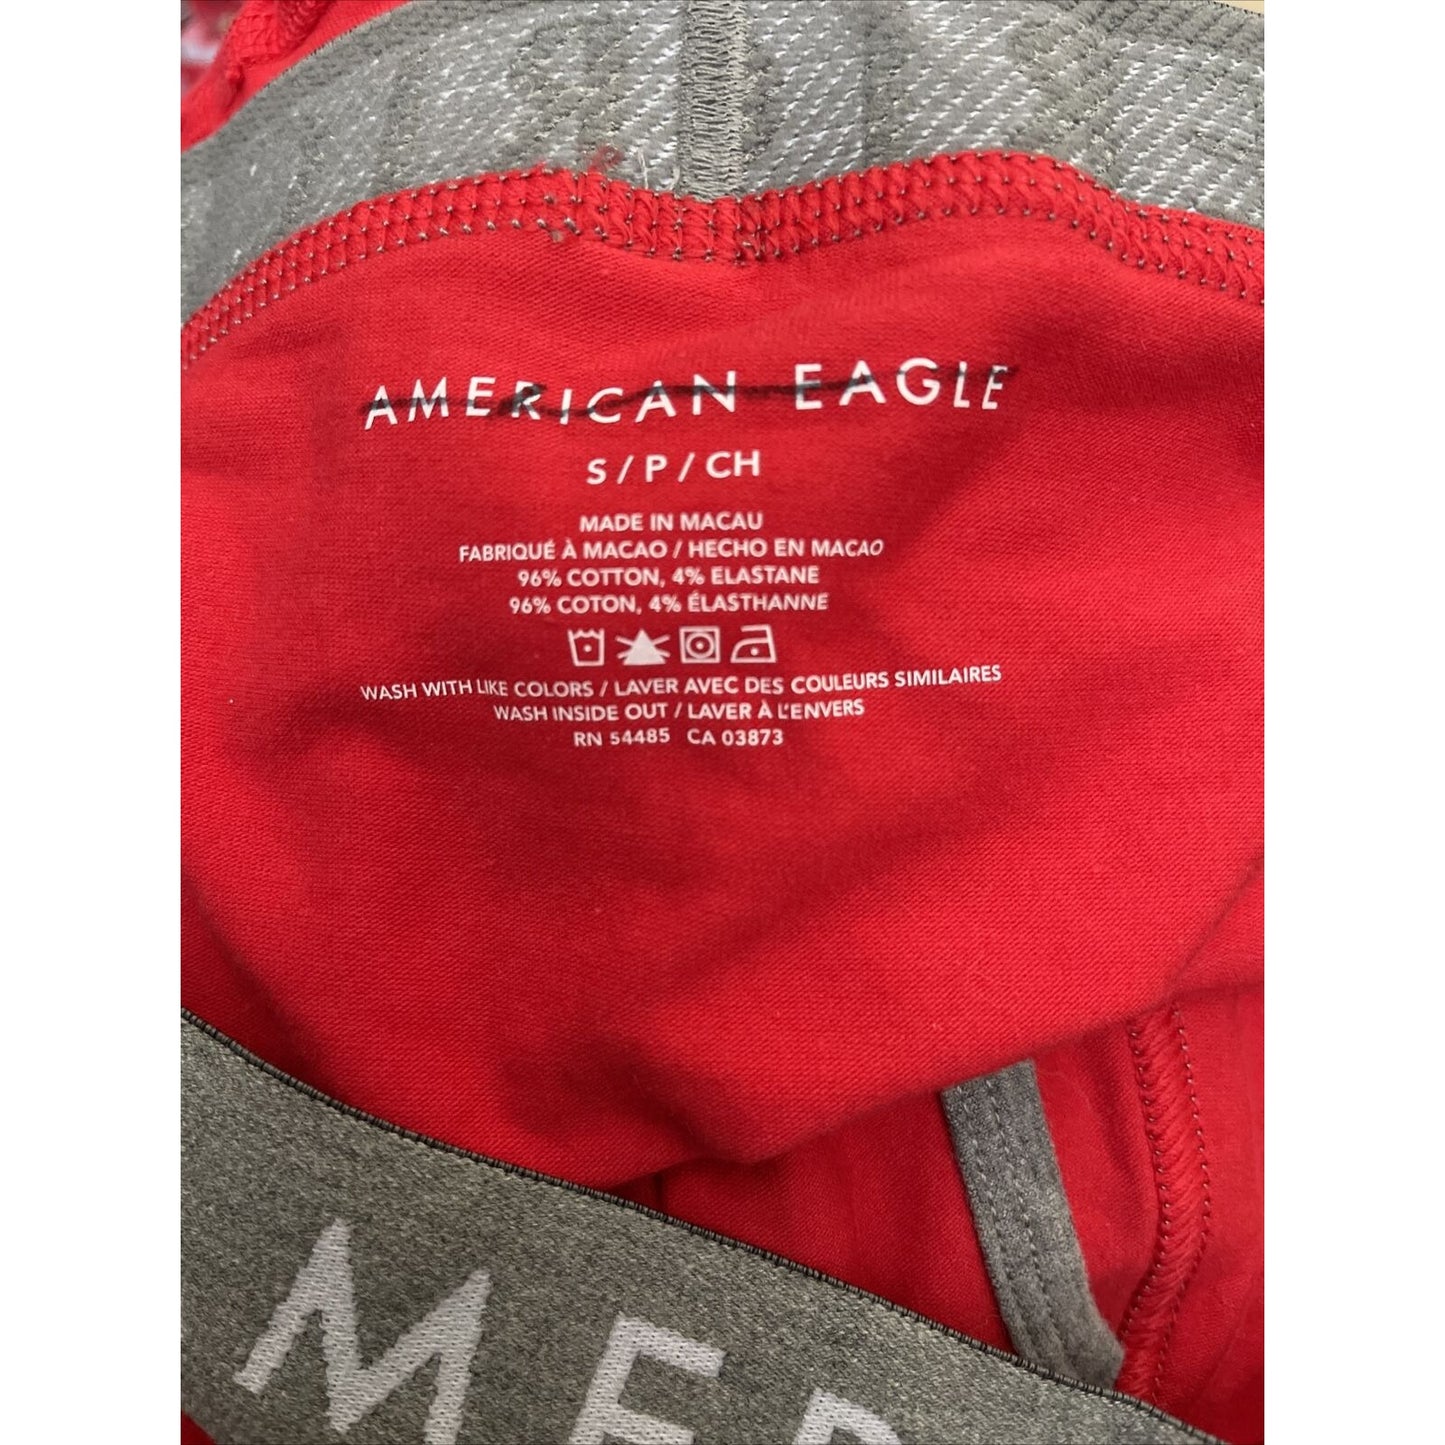 AMERICAN EAGLE
S / P / CH
MADE IN MACAU
FABRIQUÉ À MACAO / HECHO EN MACAO
96% COTTON, 4% ELASTANE
96% COTON, 4% ÉLASTHANNE
WASH WITH LIKE COLORS / LAVER AVEC DES COULEURS SIMILAIRES
WASH INSIDE OUT / LAVER À L'ENVERS
RN 54485 CA 03873
MER